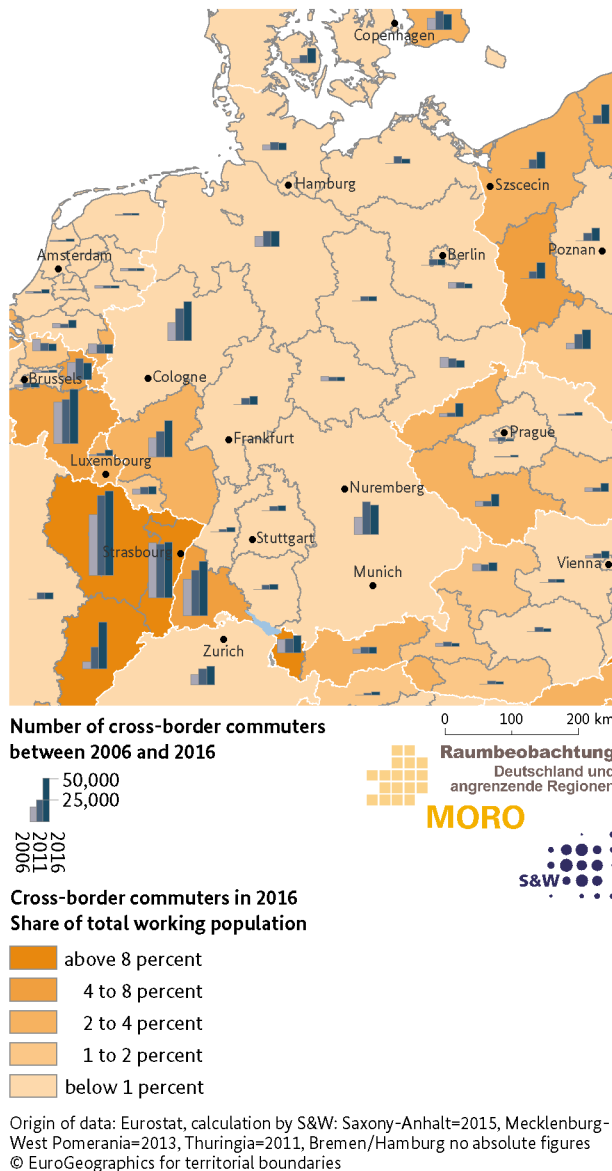 Copenhagen
Hamburg
Szscecin
Amsterdam
Berlin
Poznan
Brussels
Cologne
Prague
Frankfurt
Luxembourg
Nuremberg
Strasbourg
Stuttgart
Vienna
Munich
Zurich
Number of cross-border commuters
between 2006 and 2016
0 100 200 km
50,000
25,000
2016
2011
2006
Raumbeobachtung
Deutschland und
angrenzende Regionen
MORO
S&W
Cross-border commuters in 2016
Share of total working population
above 8 percent
4 to 8 percent
2 to 4 percent
1 to 2 percent
below 1 percent
Origin of data: Eurostat, calculation by S&W: Saxony-Anhalt=2015, Mecklenburg-
West Pomerania=2013, Thuringia=2011, Bremen/Hamburg no absolute figures
© EuroGeographics for territorial boundaries